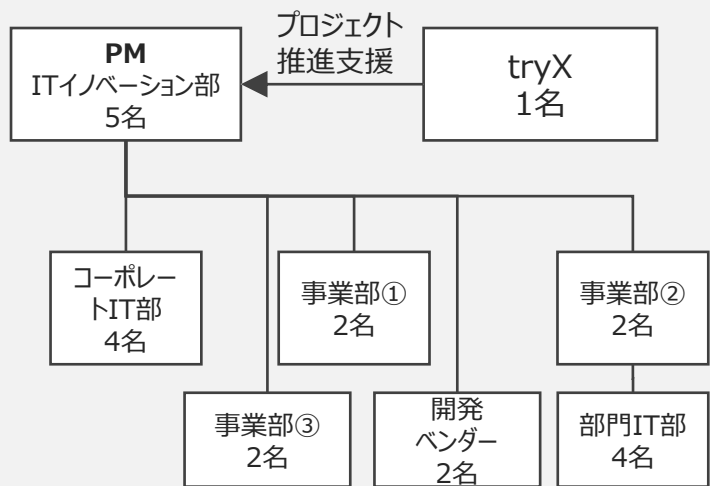 PM
ITイノベーション部
5名
プロジェクト
推進支援
tryX
1名
コーポレー
トIT部
4名
事業部①
2名
事業部②
2名
事業部③
2名
開発
ベンダー
2名
部門IT部
4名